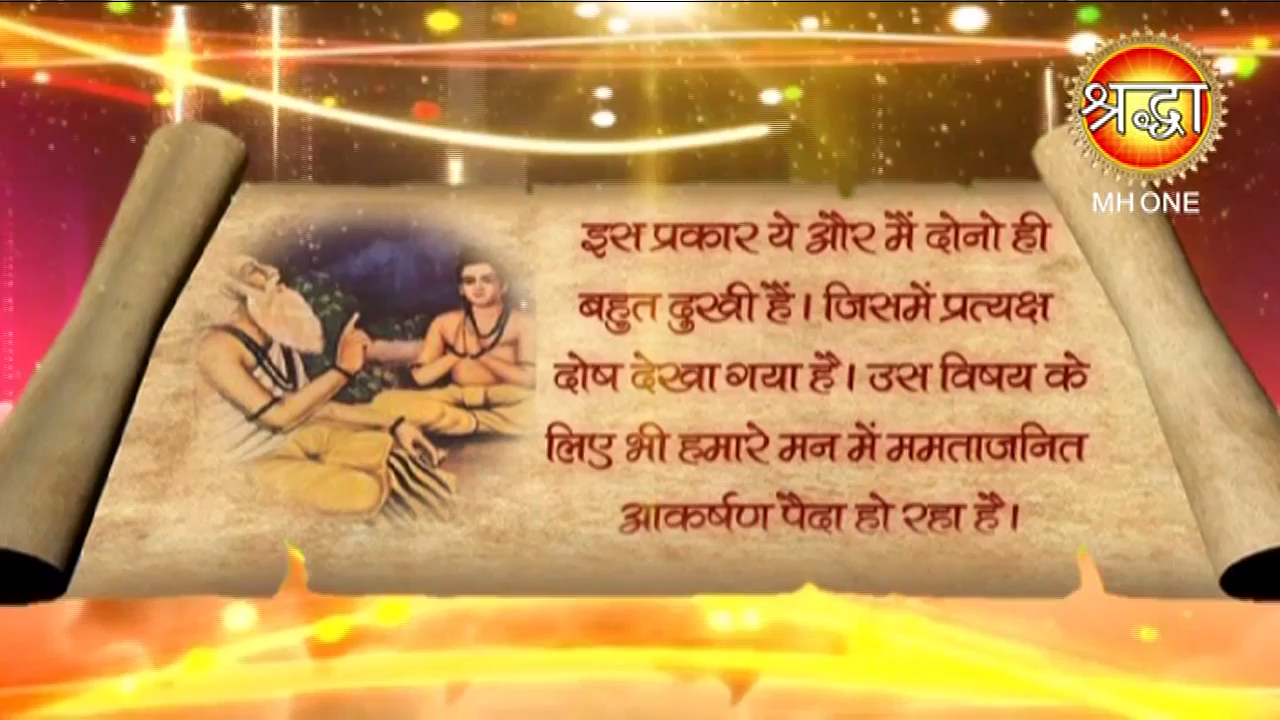 श्रद्धा
MH ONE
इस प्रकार ये और मैं दोनो ही
बहुत दुखी हैं। जिसमें प्रत्यक्ष
दोष देखा गया है। उस विषय के
लिए भी हमारे मन में ममताजनित
आकर्षण पैदा हो रहा है।